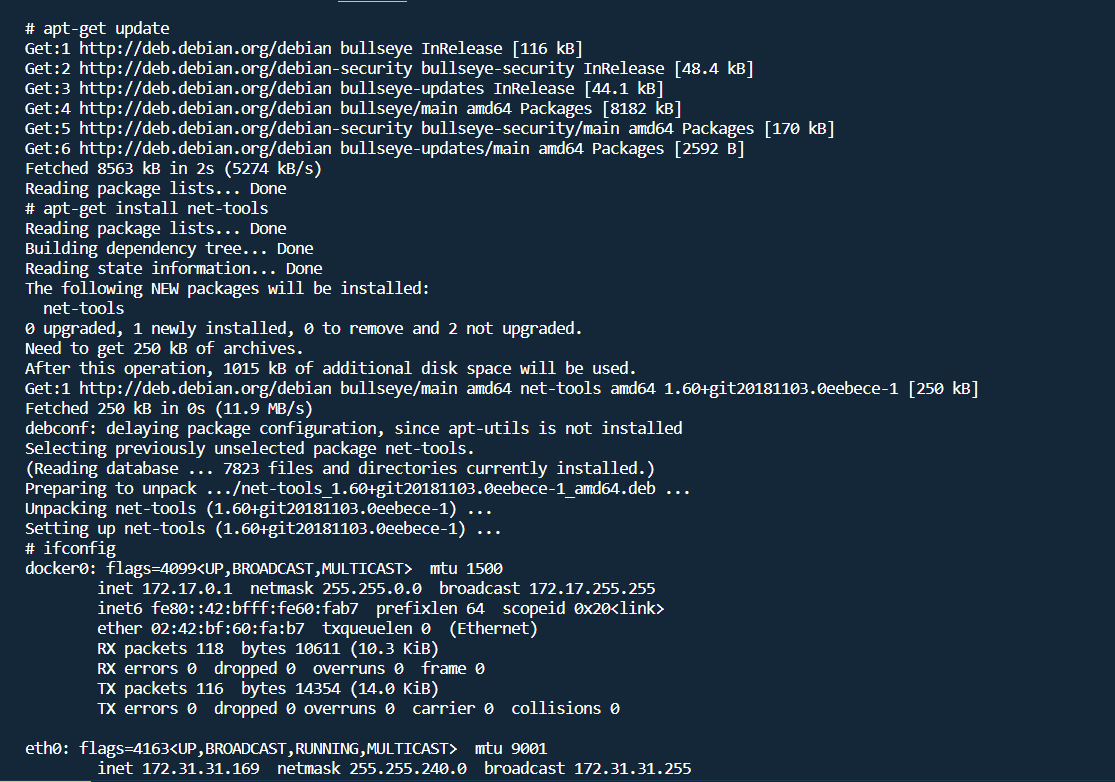 # apt-get update
Get:1 http://deb.debian.org/debian bullseye InRelease [116 kB]
Get:2 http://deb.debian.org/debian-security bullseye-security InRelease [48.4 kB]
Get:3 http://deb.debian.org/debian bullseye-updates InRelease [44.1 kB]
Get:4 http://deb.debian.org/debian bullseye/main amd64 Packages [8182 kB]
Get:5 http://deb.debian.org/debian-security bullseye-security/main amd64 Packages [170 kB]
Get:6 http://deb.debian.org/debian bullseye-updates/main amd64 Packages [2592 B]
Fetched 8563 kB in 2s (5274 kB/s)
Reading package lists... Done
# apt-get install net-tools
Reading package lists... Done
Building dependency tree... Done
Reading state information... Done
The following NEW packages will be installed:
  net-tools
0 upgraded, 1 newly installed, 0 to remove and 2 not upgraded.
Need to get 250 kB of archives.
After this operation, 1015 kB of additional disk space will be used.
Get:1 http://deb.debian.org/debian bullseye/main amd64 net-tools amd64 1.60+git20181103.0eebece-1 [250 kB]
Fetched 250 kB in 0s (11.9 MB/s)
debconf: delaying package configuration, since apt-utils is not installed
Selecting previously unselected package net-tools.
(Reading database ... 7823 files and directories currently installed.)
Preparing to unpack .../net-tools_1.60+git20181103.0eebece-1_amd64.deb ...
Unpacking net-tools (1.60+git20181103.0eebece-1) ...
Setting up net-tools (1.60+git20181103.0eebece-1) ...
# ifconfig
docker0: flags=4099<UP,BROADCAST,MULTICAST>  mtu 1500
        inet 172.17.0.1  netmask 255.255.0.0  broadcast 172.17.255.255
        inet6 fe80::42:bfff:fe60:fab7  prefixlen 64  scopeid 0x20<link>
        ether 02:42:bf:60:fa:b7  txqueuelen 0  (Ethernet)
        RX packets 118  bytes 10611 (10.3 KiB)
        RX errors 0  dropped 0  overruns 0  frame 0
        TX packets 116  bytes 14354 (14.0 KiB)
        TX errors 0  dropped 0 overruns 0  carrier 0  collisions 0
eth0: flags=4163<UP,BROADCAST,RUNNING,MULTICAST>  mtu 9001
        inet 172.31.31.169  netmask 255.255.240.0  broadcast 172.31.31.255